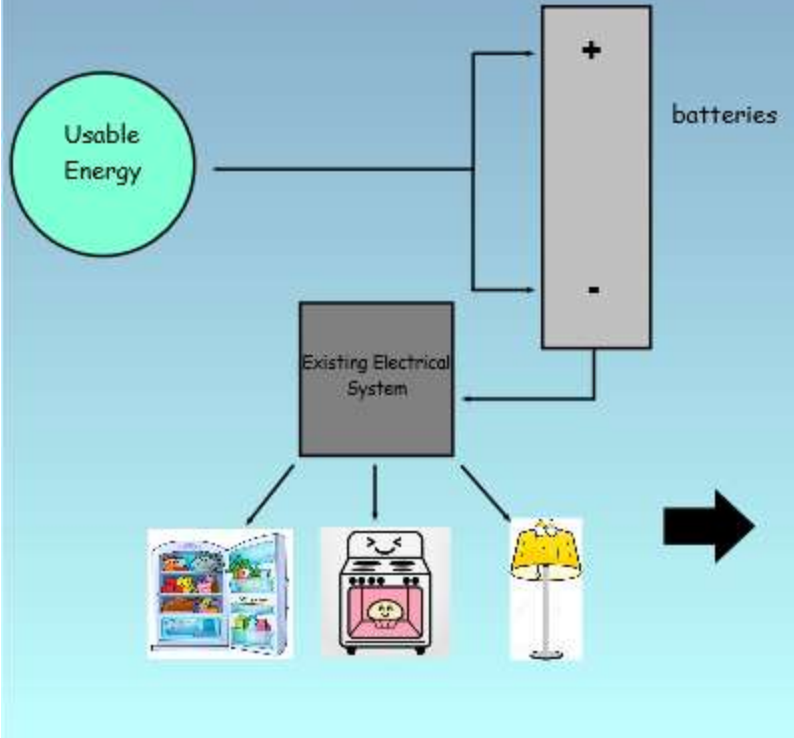 Usable
Energy
+
batteries
-
Existing Electrical
System